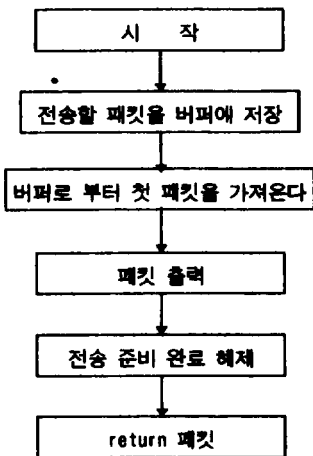 시 작
전송할 패킷을 버퍼에 저장
버퍼로 부터 첫 패킷을 가져온다
패킷 출력
전송 준비 완료 해제
return 패킷